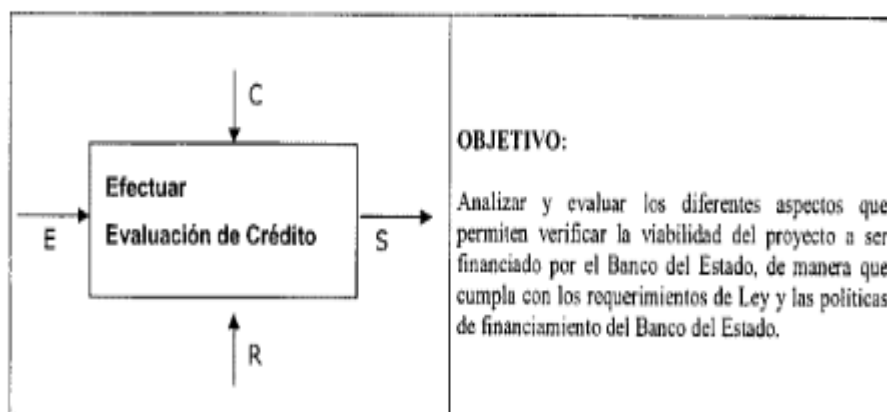 C
Efectuar
Evaluación de Crédito
E
S
R
OBJETIVO:
Analizar y evaluar los diferentes aspectos que
permiten verificar la viabilidad del proyecto a ser
financiado por el Banco del Estado, de manera que
cumpla con los requerimientos de Ley y las políticas
de financiamiento del Banco del Estado.